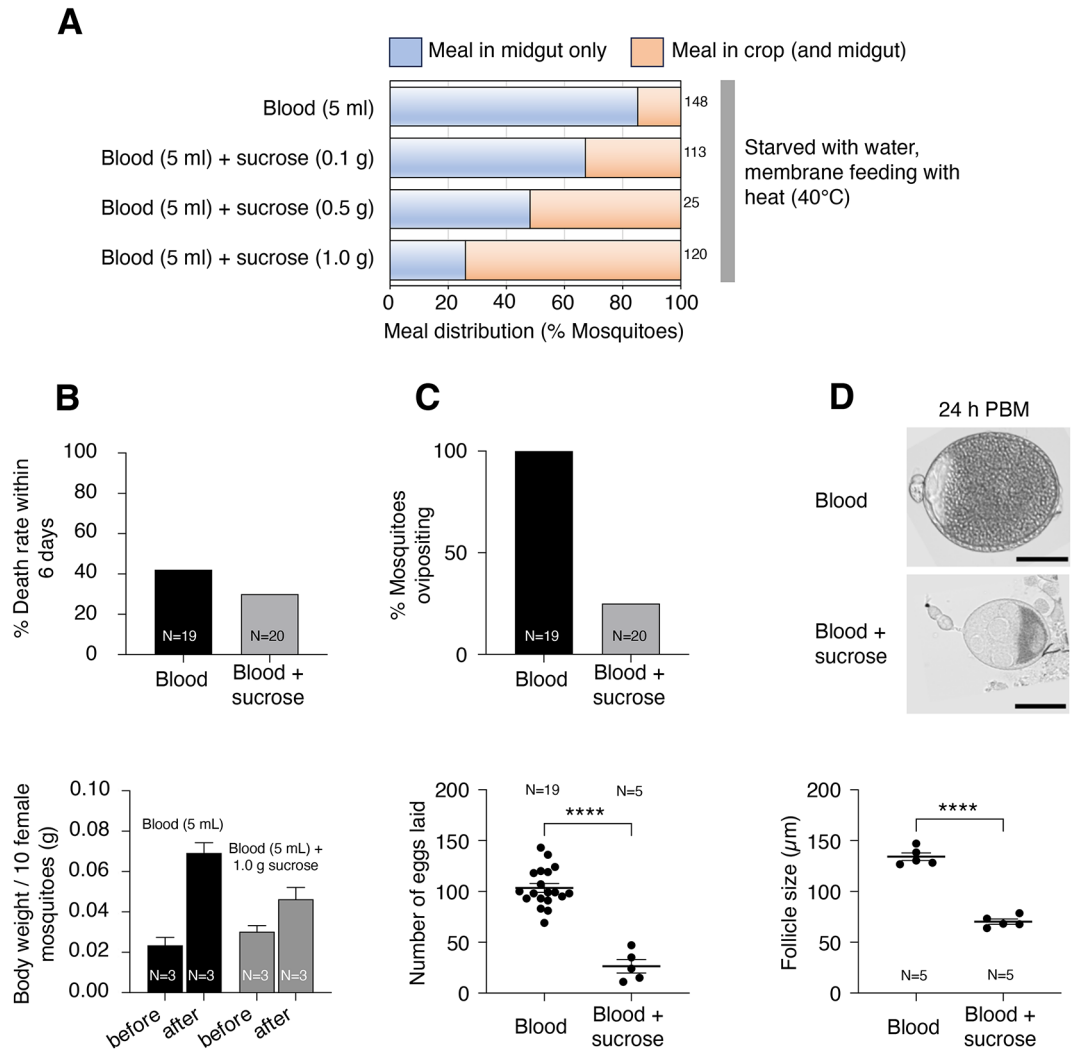 A
Meal in midgut only
Meal in crop (and midgut)
Blood (5 ml)
148
Blood (5 ml) + sucrose (0.1 g)
113
Blood (5 ml) + sucrose (0.5 g)
25
Blood (5 ml) + sucrose (1.0 g)
120
Starved with water,
membrane feeding with
heat (40°C)
0 20 40 60 80 100
Meal distribution (% Mosquitoes)
B
% Death rate within
6 days
100
80
60
40
20
0
N=19
N=20
Blood
Blood +
sucrose
Body weight / 10 female
mosquitoes (g)
0.10
0.08
0.06
0.04
0.02
0.00
Blood (5 mL)
Blood (5 mL) +
1.0 g sucrose
N=3
N=3
N=3
N=3
before
after
before
after
C
% Mosquitoes
ovipositing
100
50
0
N=19
N=20
Blood
Blood +
sucrose
Number of eggs laid
200
150
100
50
0
N=19
N=5
****
Blood
Blood +
sucrose
D
24 h PBM
Blood
Blood +
sucrose
Follicle size (µm)
200
150
100
50
0
****
N=5
N=5
Blood
Blood +
sucrose